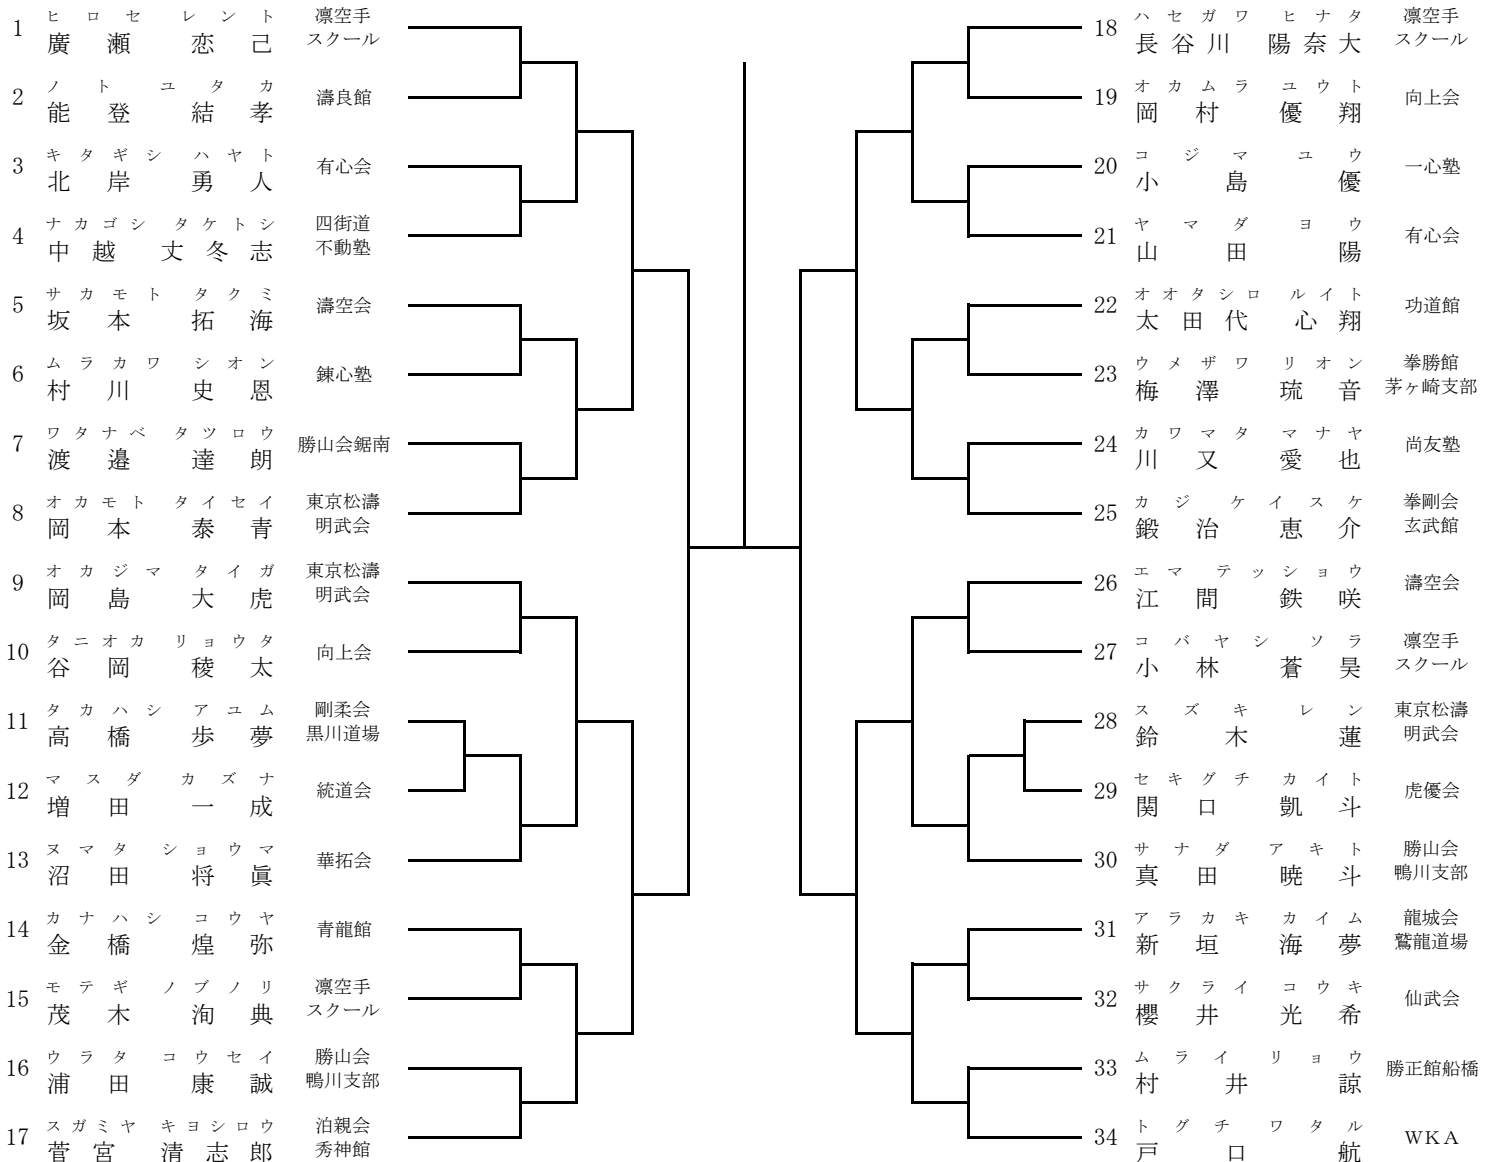 ヒロセ レント
1 廣瀬 恋己 凛空手スクール
ノト ユタカ
2 能登 結孝 濤良館
キタギシ ハヤト
3 北岸 勇人 有心会
ナカゴシ タケトシ
4 中越 丈冬志 四街道不動塾
サカモト タクミ
5 坂本 拓海 濤空会
ムラカワ シオン
6 村川 史恩 錬心塾
ワタナベ タツロウ
7 渡邉 達朗 勝山会鋸南
オカモト タイセイ
8 岡本 泰青 東京松濤明武会
オカジマ タイガ
9 岡島 大虎 東京松濤明武会
タニオカ リョウタ
10 谷岡 稜太 向上会
タカハシ アユム
11 高橋 歩夢 剛柔会黒川道場
マスダ カズナ
12 増田 一成 統道会
ヌマタ ショウマ
13 沼田 将眞 華拓会
カナハシ コウヤ
14 金橋 煌弥 青龍館
モテギ ノブノリ
15 茂木 洵典 凛空手スクール
ウラタ コウセイ
16 浦田 康誠 勝山会鴨川支部
スガミヤ キヨシロウ
17 菅宮 清志郎 泊親会秀神館
ハセガワ ヒナタ
18 長谷川 陽奈大 凛空手スクール
オカムラ ユウト
19 岡村 優翔 向上会
コジマ ユウ
20 小島 優 一心塾
ヤマダ ヨウ
21 山田 陽 有心会
オオタシロ ルイト
22 太田代 心翔 功道館
ウメザワ リオン
23 梅澤 琉音 拳勝館茅ヶ崎支部
カワマタ マナヤ
24 川又 愛也 尚友塾
カジ ケイスケ
25 鍛治 恵介 拳剛会玄武館
エマ テッショウ
26 江間 鉄咲 濤空会
コバヤシ ソラ
27 小林 蒼昊 凛空手スクール
スズキ レン
28 鈴木 蓮 東京松濤明武会
セキグチ カイト
29 関口 凱斗 虎優会
サナダ アキト
30 真田 暁斗 勝山会鴨川支部
アラカキ カイム
31 新垣 海夢 龍城会鷲龍道場
サクライ コウキ
32 櫻井 光希 仙武会
ムライ リョウ
33 村井 諒 勝正館船橋
トグチ ワタル
34 戸口 航 WKA